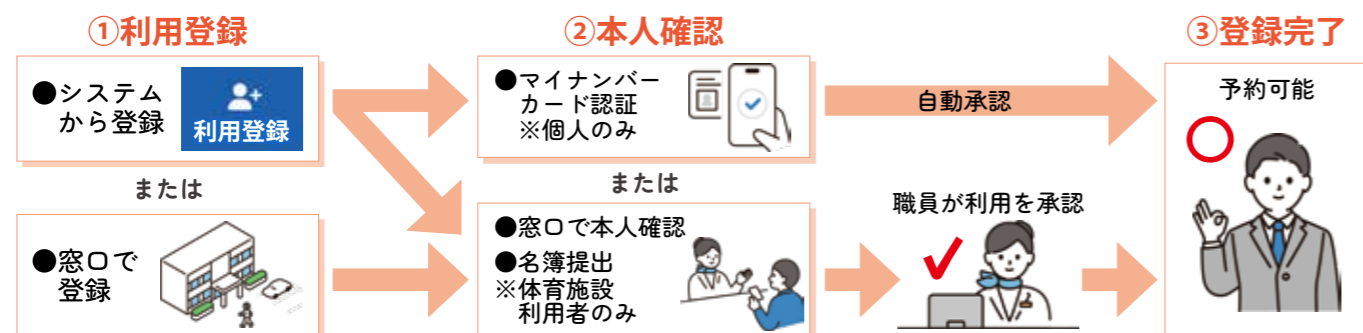 ①利用登録
●システム
から登録
利用登録
または
●窓口で
登録
②本人確認
●マイナンバー
カード認証
※個人のみ
または
●窓口で本人確認
●名簿提出
※体育施設
利用者のみ
自動承認
職員が利用を承認
③登録完了
予約可能